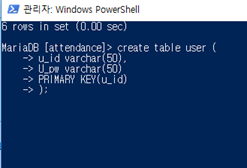 관리자: Windows PowerShell
6 rows in set (0.00 sec)
MariaDB [attendance]> create table user (
    -> u_id varchar(50),
    -> U_pw varchar(50)
    -> PRIMARY KEY(u_id)
    -> );